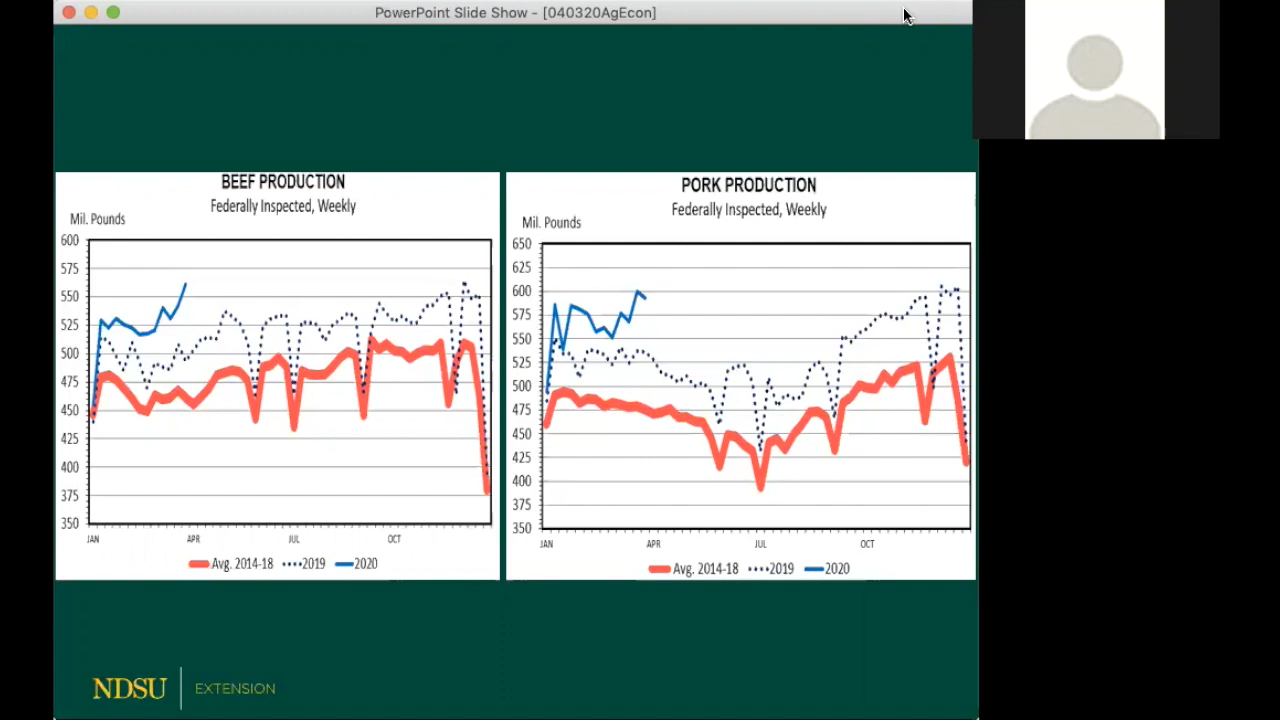 PowerPoint Slide Show - [040320AgEcon]
BEEF PRODUCTION
Federally Inspected, Weekly
Mil. Pounds
600
575
550
525
500
475
450
425
400
375
350
JAN APR JUL OCT
Avg. 2014-18 2019 2020
PORK PRODUCTION
Federally Inspected, Weekly
Mil. Pounds
650
625
600
575
550
525
500
475
450
425
400
375
350
JAN APR JUL OCT
Avg. 2014-18 2019 2020
NDSU EXTENSION